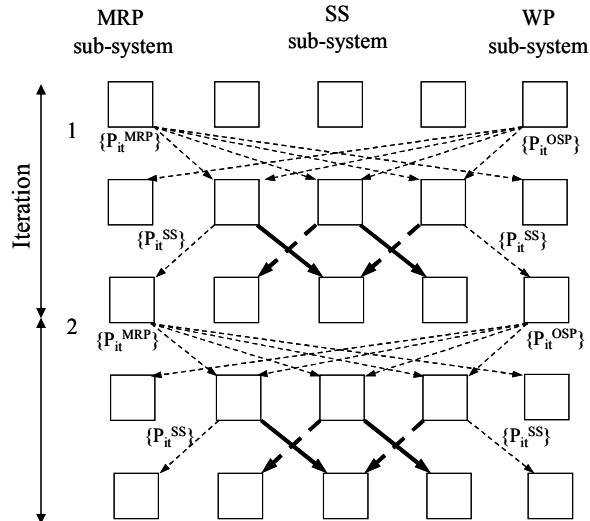 MRP
sub-system
SS
sub-system
WP
sub-system
Iteration
1
{P_it^MRP}
{P_it^OSP}
{P_it^SS}
{P_it^SS}
2
{P_it^MRP}
{P_it^OSP}
{P_it^SS}
{P_it^SS}